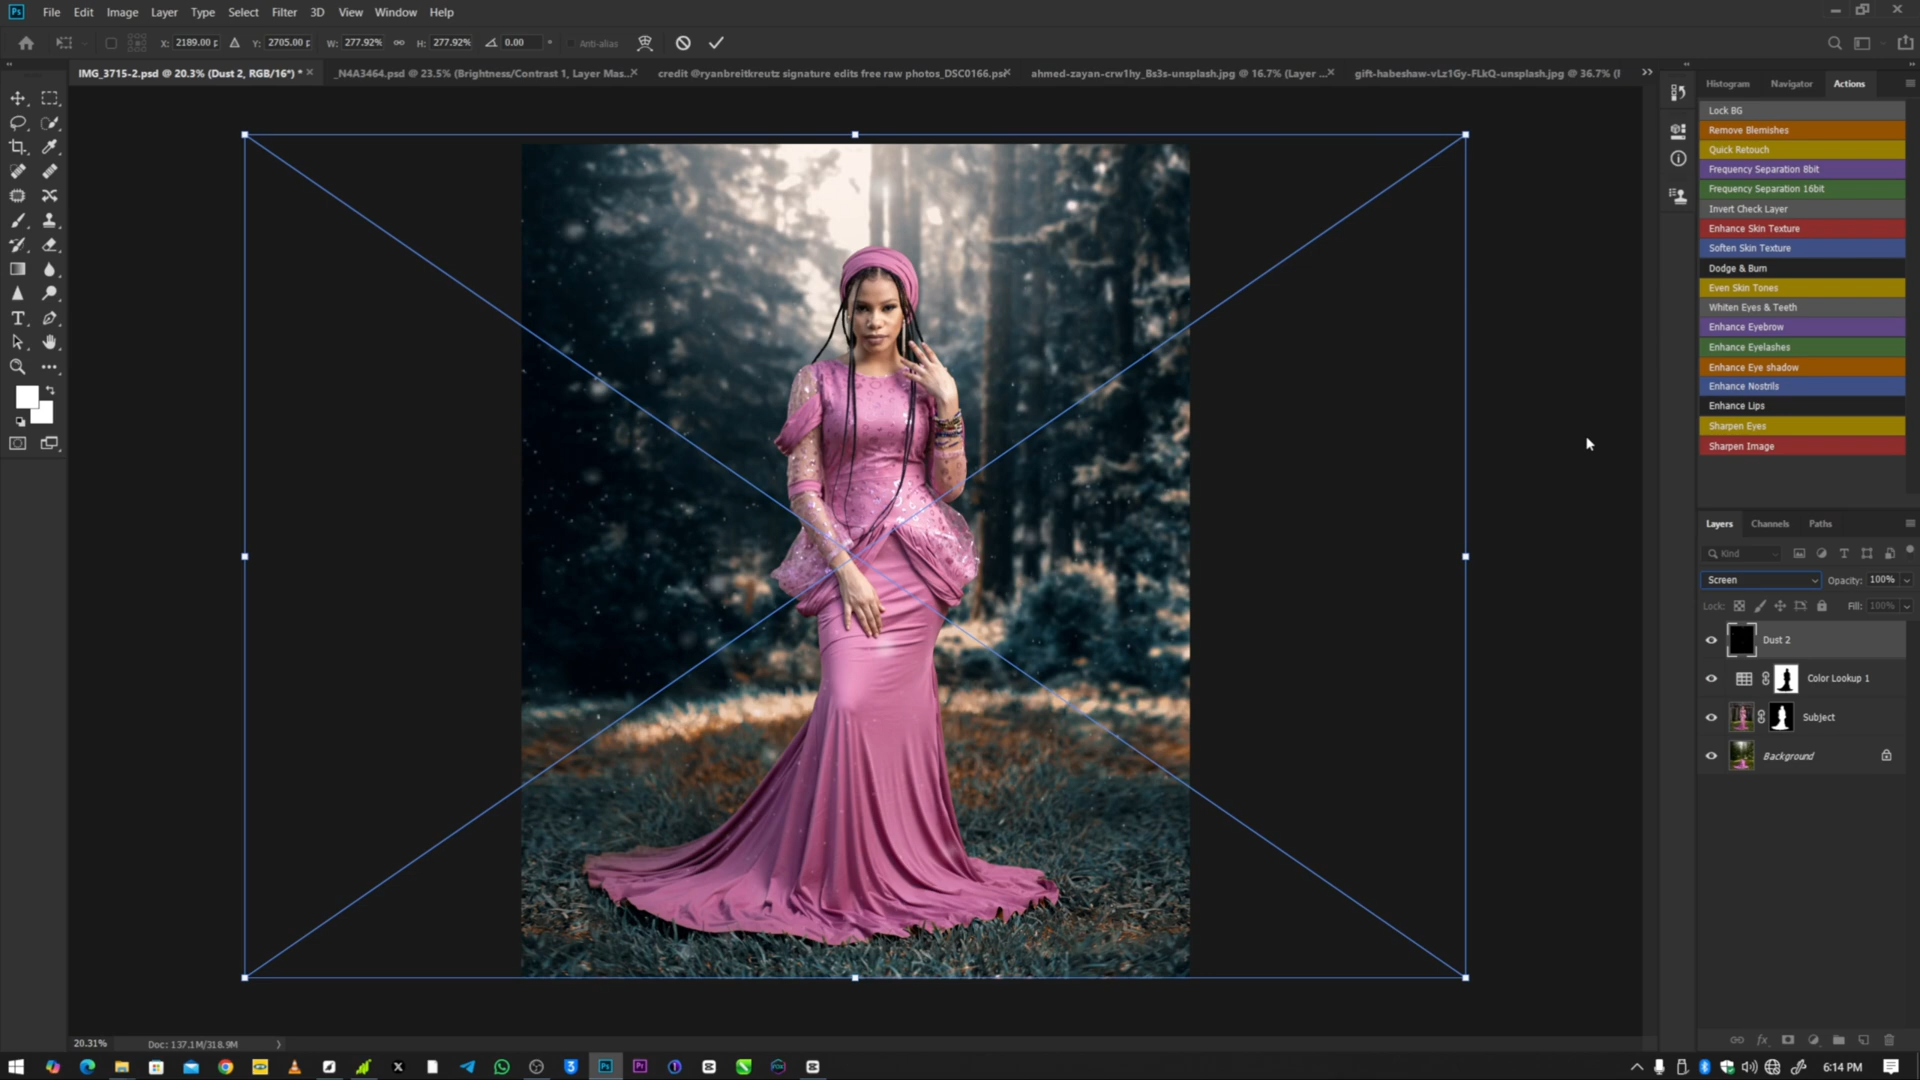 Ps File Edit Image Layer Type Select Filter 3D View Window Help
X: 2189.00 p Y: 2705.00 p W: 277.92% H: 277.92% 0.00 Anti-alias
IMG_3715-2.psd @ 20.3% (Dust 2, RGB/16*) * _N4A3464.psd @ 23.5% (Brightness/Contrast 1, Layer Mas... credit @ryanbreitkreutz signature edits free raw photos_DSC0166.psd ahmed-zayan-crw1hy_Bs3s-unsplash.jpg @ 16.7% (Layer ... gift-habeshaw-vLz1Gy-FLkQ-unsplash.jpg @ 36.7% (I
Histogram Navigator Actions
Lock BG
Remove Blemishes
Quick Retouch
Frequency Separation 8bit
Frequency Separation 16bit
Invert Check Layer
Enhance Skin Texture
Soften Skin Texture
Dodge & Burn
Even Skin Tones
Whiten Eyes & Teeth
Enhance Eyebrow
Enhance Eyelashes
Enhance Eye shadow
Enhance Nostrils
Enhance Lips
Sharpen Eyes
Sharpen Image
Layers Channels Paths
Kind
Screen Opacity: 100%
Lock: Fill: 100%
Dust 2
Color Lookup 1
Subject
Background
20.31% Doc: 137.1M/318.9M
6:14 PM